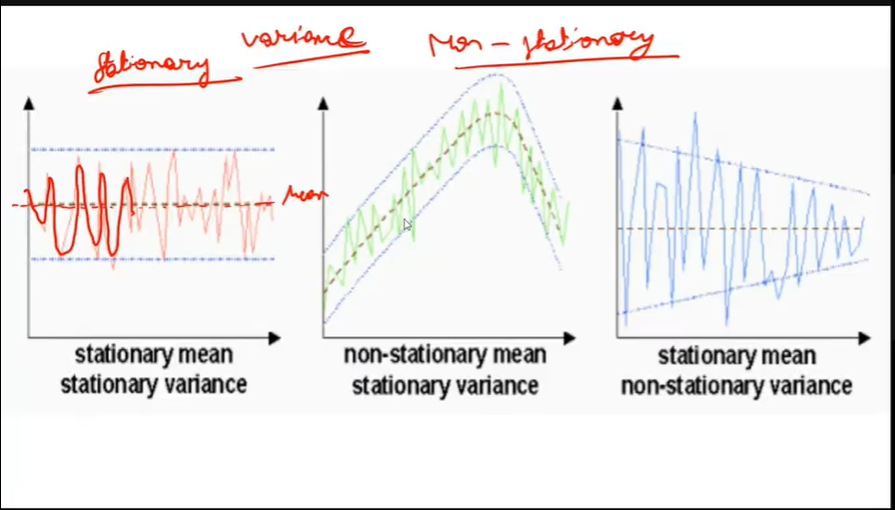 variance
Non-stationary
stationary
mean
stationary mean
stationary variance
non-stationary mean
stationary variance
stationary mean
non-stationary variance